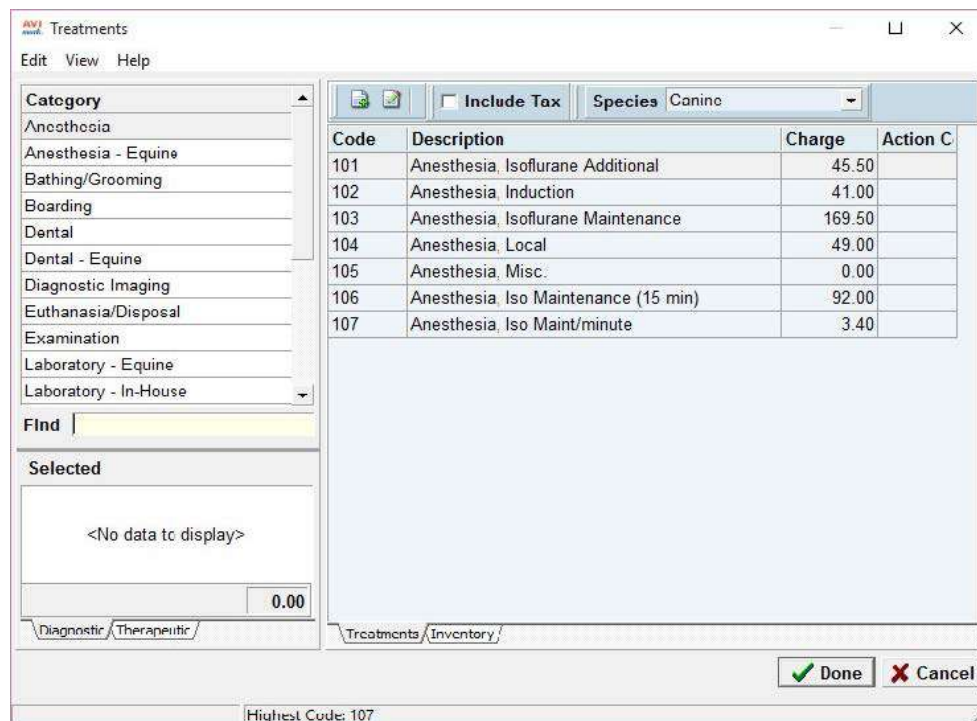 AVI mark Treatments
Edit View Help
Category
Anesthesia
Anesthesia - Equine
Bathing/Grooming
Boarding
Dental
Dental - Equine
Diagnostic Imaging
Euthanasia/Disposal
Examination
Laboratory - Equine
Laboratory - In-House
Find
Selected
<No data to display>
0.00
Diagnostic Therapeutic
Include Tax Species Canine
Code Description Charge Action C
101 Anesthesia, Isoflurane Additional 45.50
102 Anesthesia, Induction 41.00
103 Anesthesia, Isoflurane Maintenance 169.50
104 Anesthesia, Local 49.00
105 Anesthesia, Misc. 0.00
106 Anesthesia, Iso Maintenance (15 min) 92.00
107 Anesthesia, Iso Maint/minute 3.40
Treatments Inventory
Done Cancel
Highest Code: 107